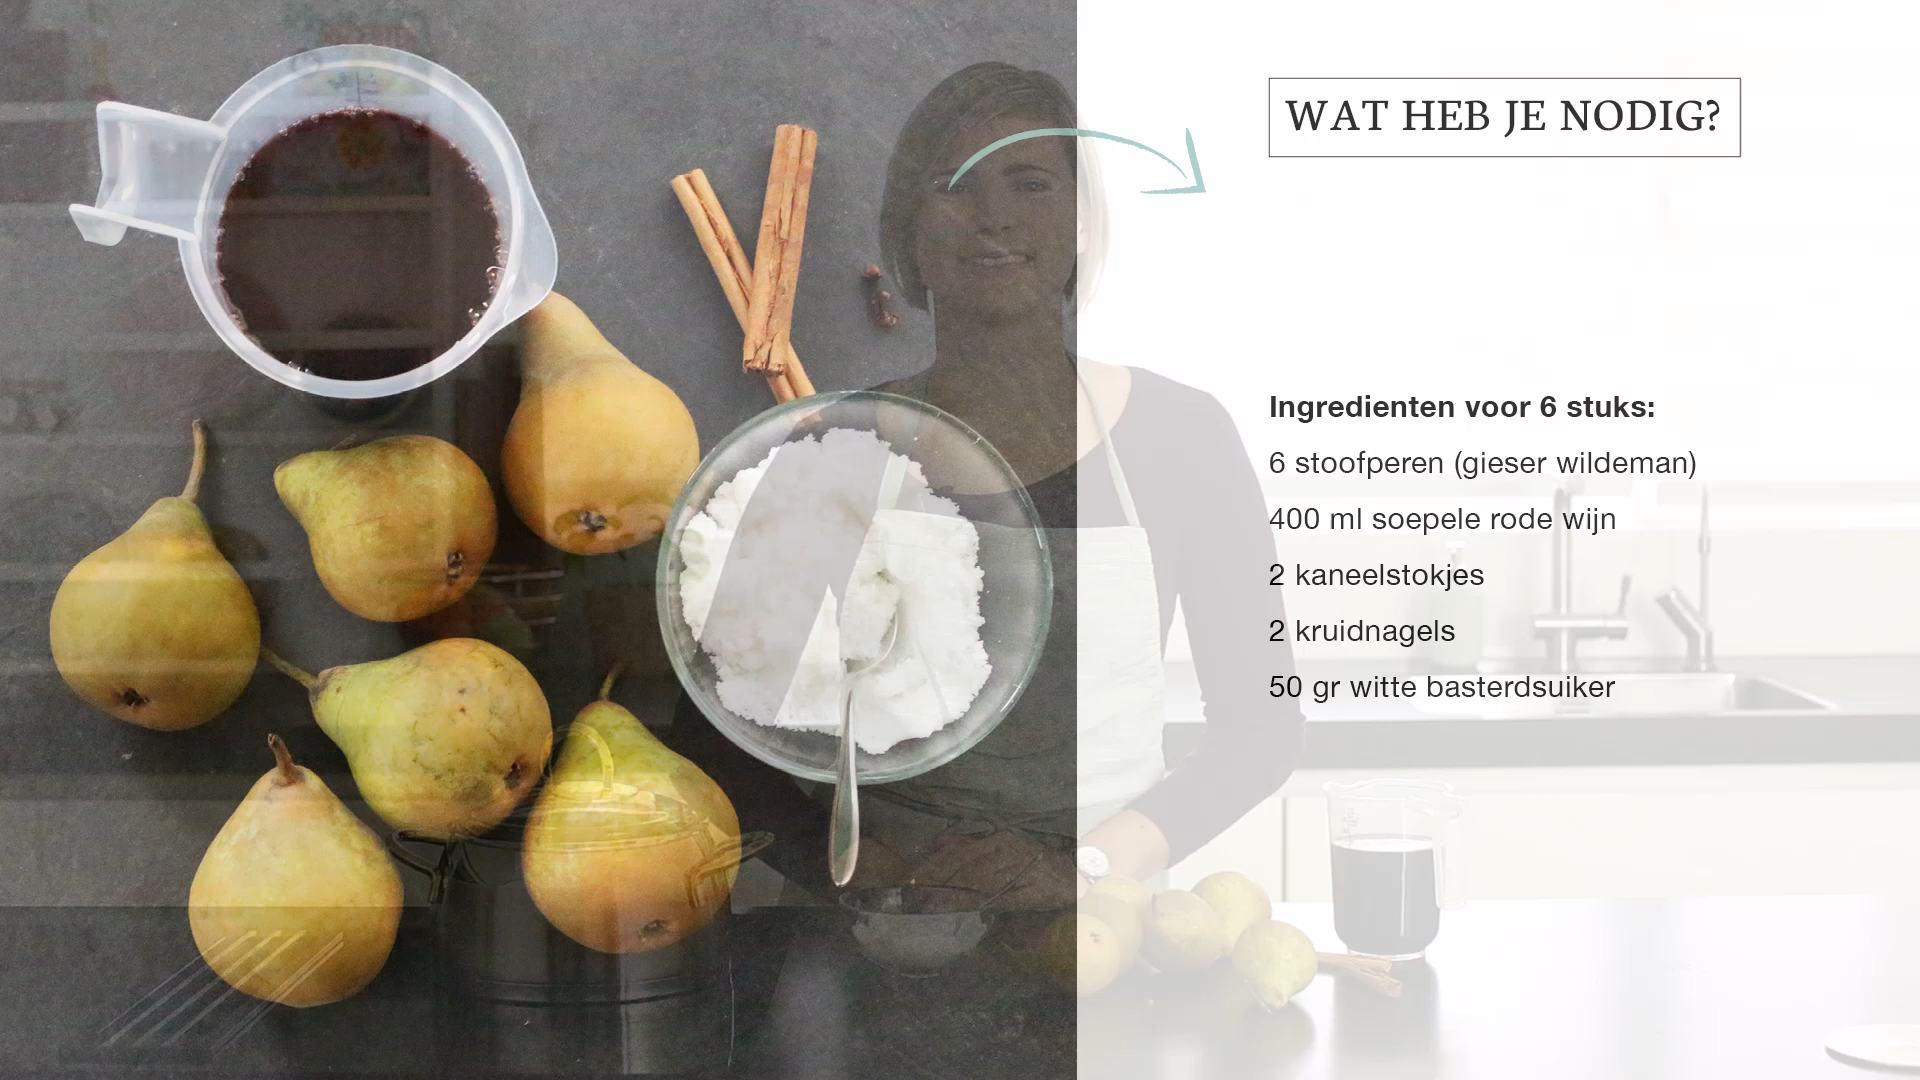 WAT HEB JE NODIG?
Ingredienten voor 6 stuks:
6 stoofperen (gieser wildeman)
400 ml soepele rode wijn
2 kaneelstokjes
2 kruidnagels
50 gr witte basterdsuiker